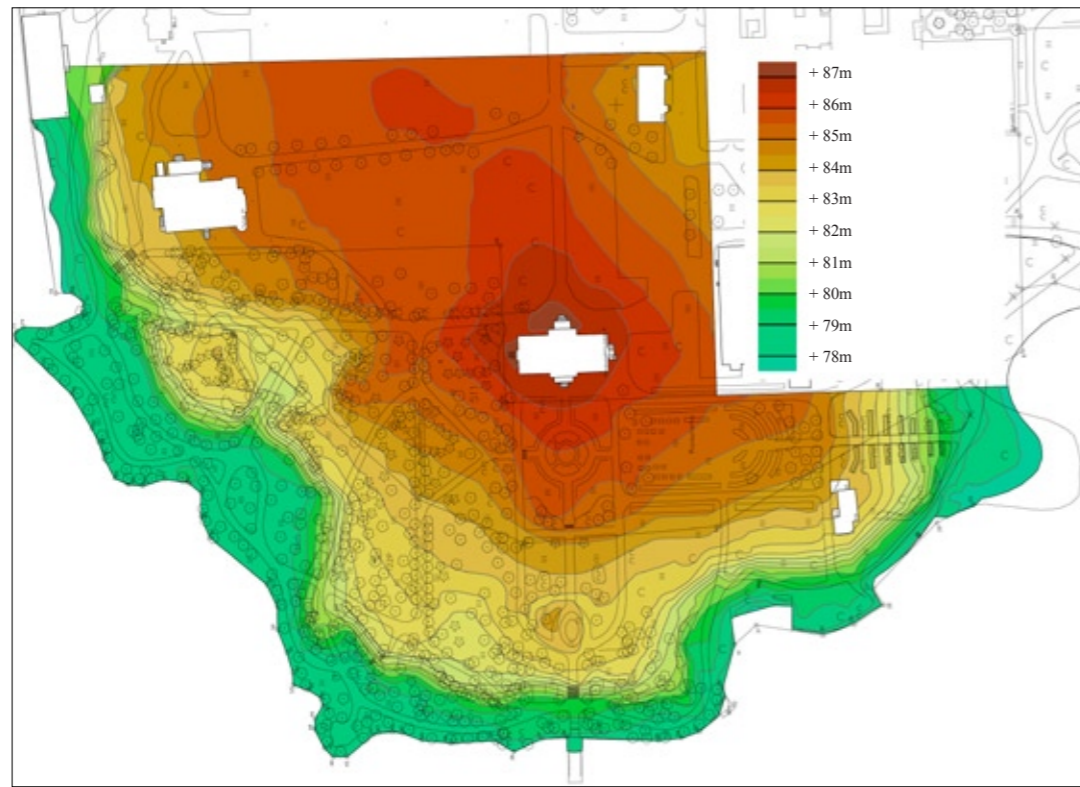 + 87m
+ 86m
+ 85m
+ 84m
+ 83m
+ 82m
+ 81m
+ 80m
+ 79m
+ 78m